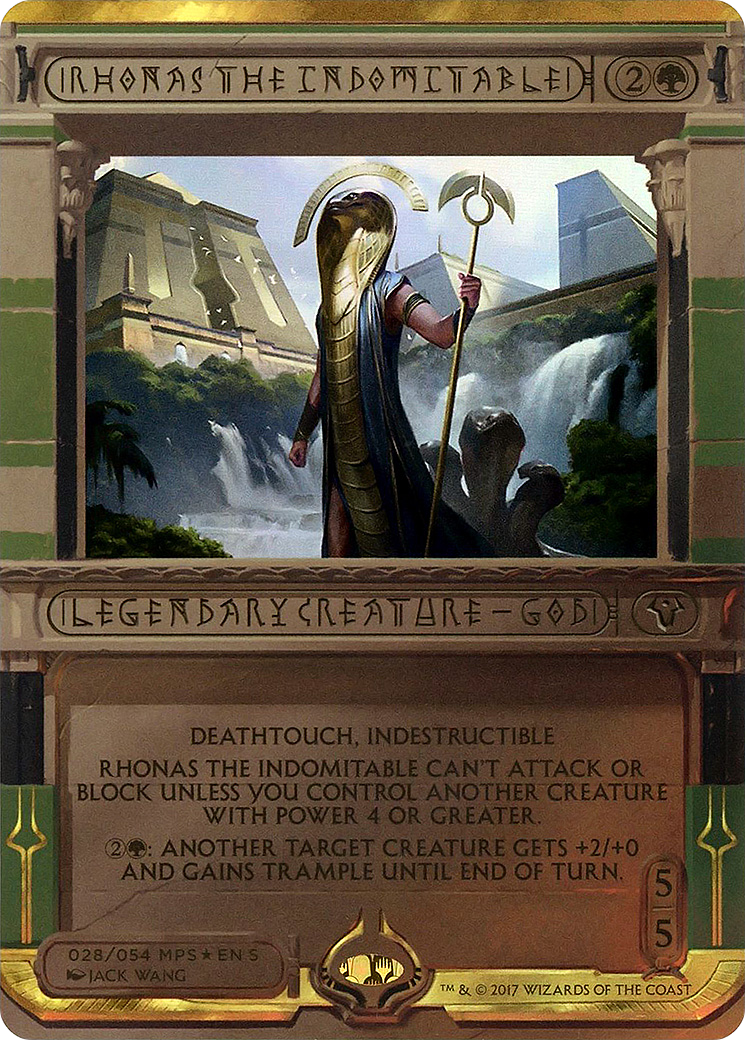 RHONAS THE INDOMITABLE 2
LEGENDARY CREATURE — GOD
DEATHTOUCH, INDESTRUCTIBLE
RHONAS THE INDOMITABLE CAN'T ATTACK OR
BLOCK UNLESS YOU CONTROL ANOTHER CREATURE
WITH POWER 4 OR GREATER.
2: ANOTHER TARGET CREATURE GETS +2/+0
AND GAINS TRAMPLE UNTIL END OF TURN.
5
5
028/054 MPS★EN S
JACK WANG
™ & © 2017 WIZARDS OF THE COAST